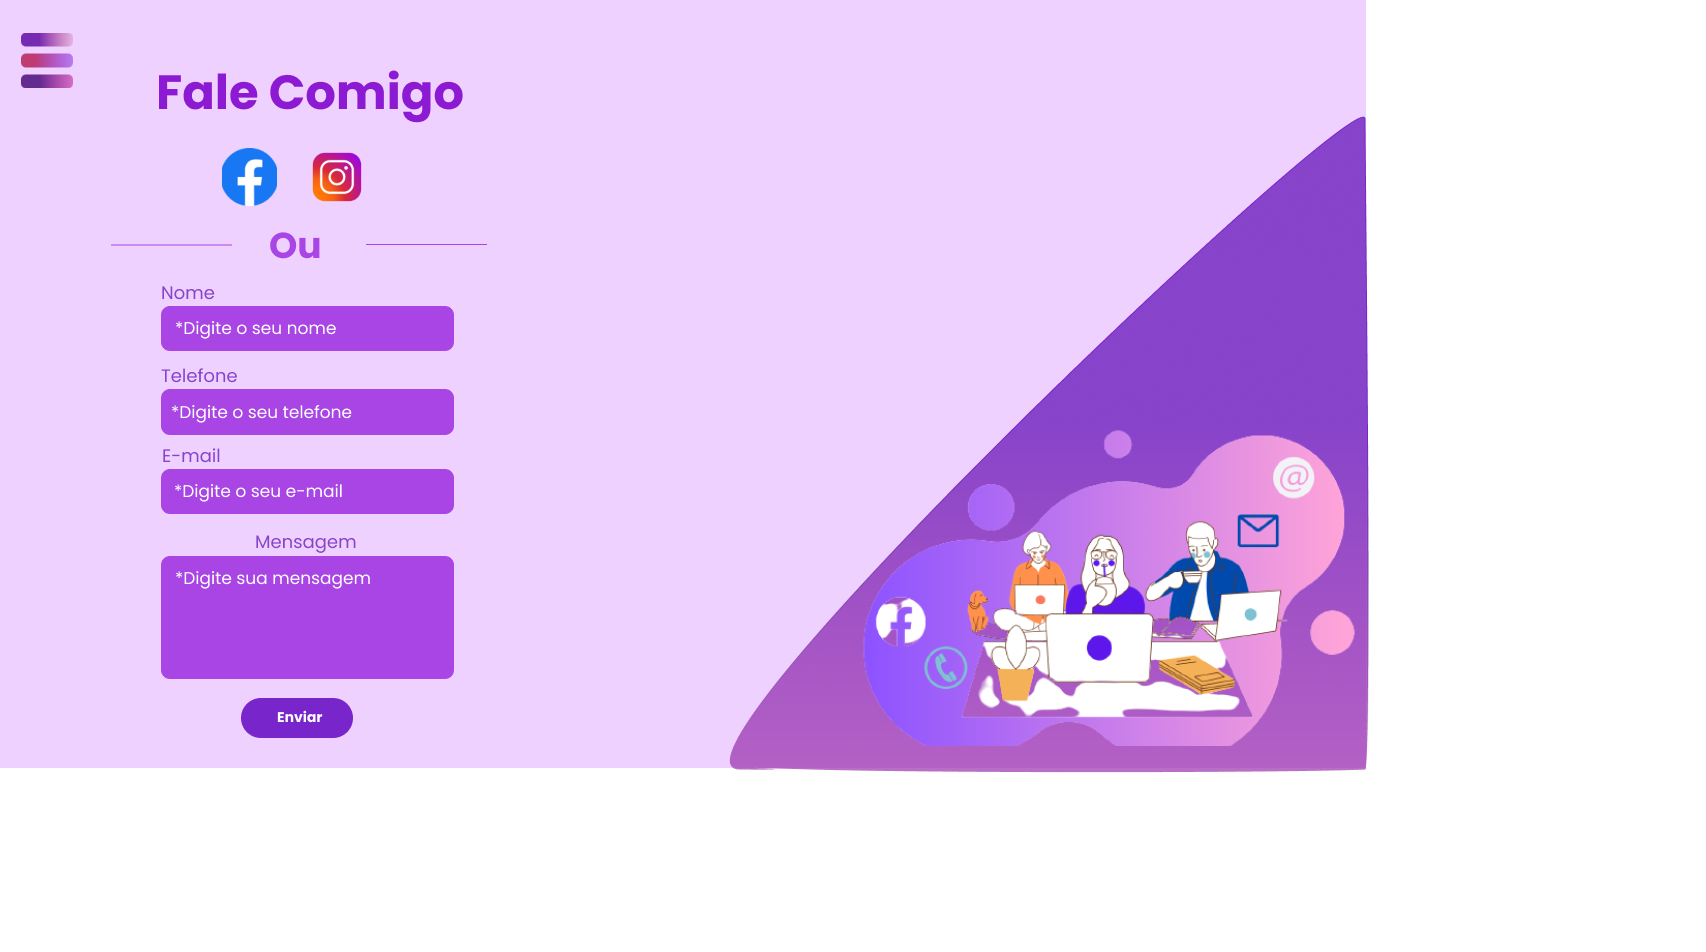 Fale Comigo
Ou
Nome
*Digite o seu nome
Telefone
*Digite o seu telefone
E-mail
*Digite o seu e-mail
Mensagem
*Digite sua mensagem
Enviar
@